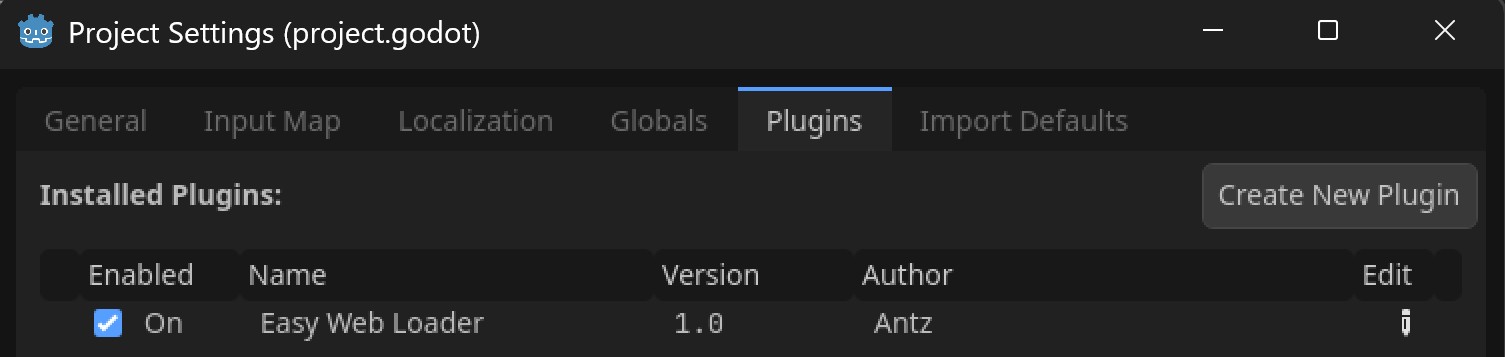 Project Settings (project.godot)
General Input Map Localization Globals Plugins Import Defaults
Installed Plugins: Create New Plugin
Enabled Name Version Author Edit
On Easy Web Loader 1.0 Antz